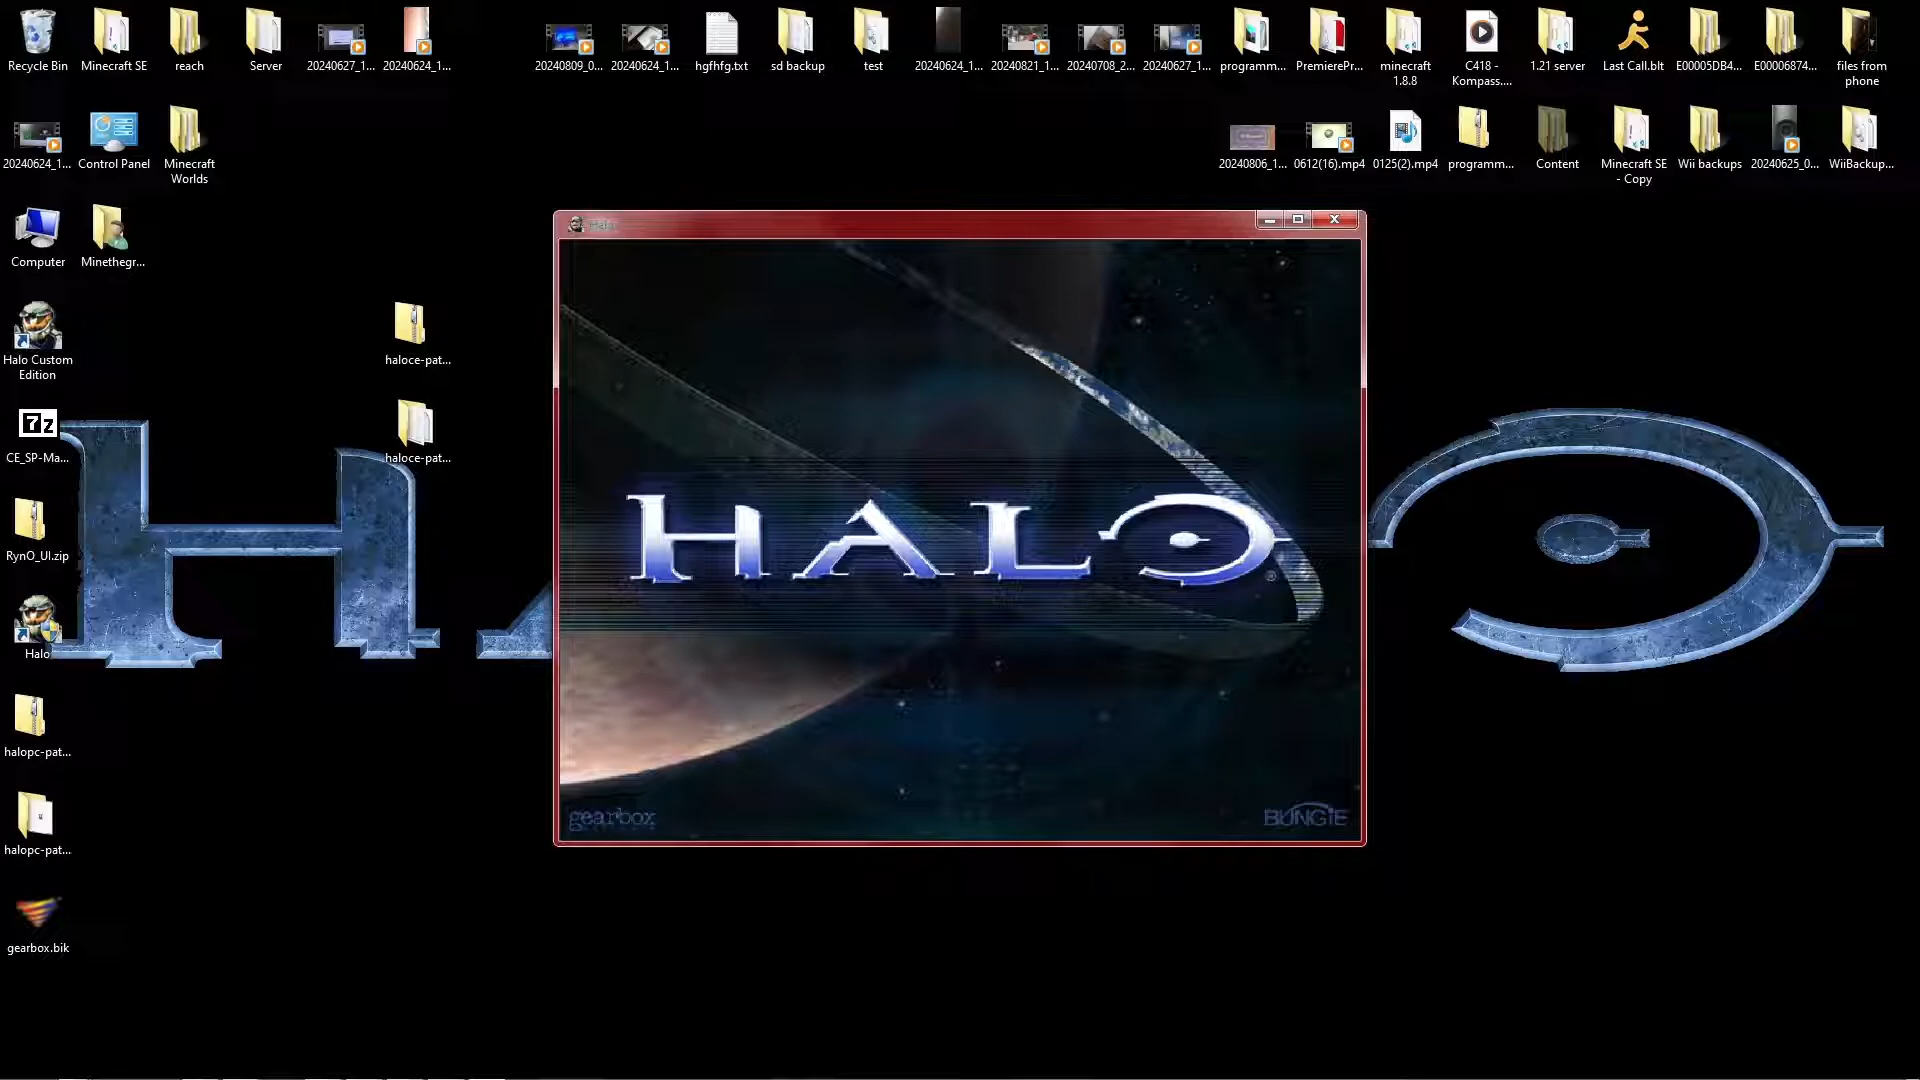 Recycle Bin
Minecraft SE
reach
Server
20240627_1...
20240624_1...
20240809_0...
20240624_1...
hgfhfg.txt
sd backup
test
20240624_1...
20240821_1...
20240708_2...
20240627_1...
programm...
PremierePr...
minecraft
1.8.8
C418 -
Kompass....
1.21 server
Last Call.blt
E00005DB4...
E00006874...
files from
phone
20240624_1...
Control Panel
Minecraft
Worlds
20240806_1...
0612(16).mp4
0125(2).mp4
programm...
Content
Minecraft SE
- Copy
Wii backups
20240625_0...
WiiBackup...
Computer
Minethegr...
Halo
Halo Custom
Edition
haloce-pat...
7z
CE_SP-Ma...
haloce-pat...
HALO
HALO®
RynO_UI.zip
Halo
halopc-pat...
gearbox
BUNGIE
halopc-pat...
gearbox.bik